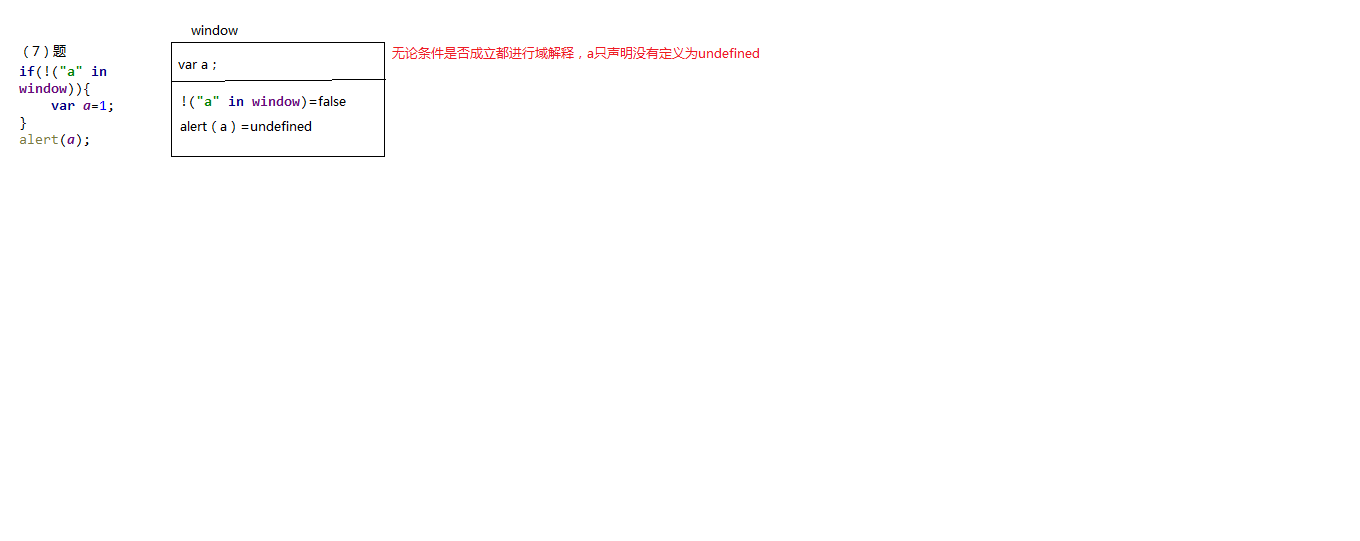 window
（7）题
无论条件是否成立都进行域解释，a只声明没有定义为undefined
var a；
if(!("a" in
window)){
!("a" in window)=false
var a=1;
}
alert（a）=undefined
alert(a);